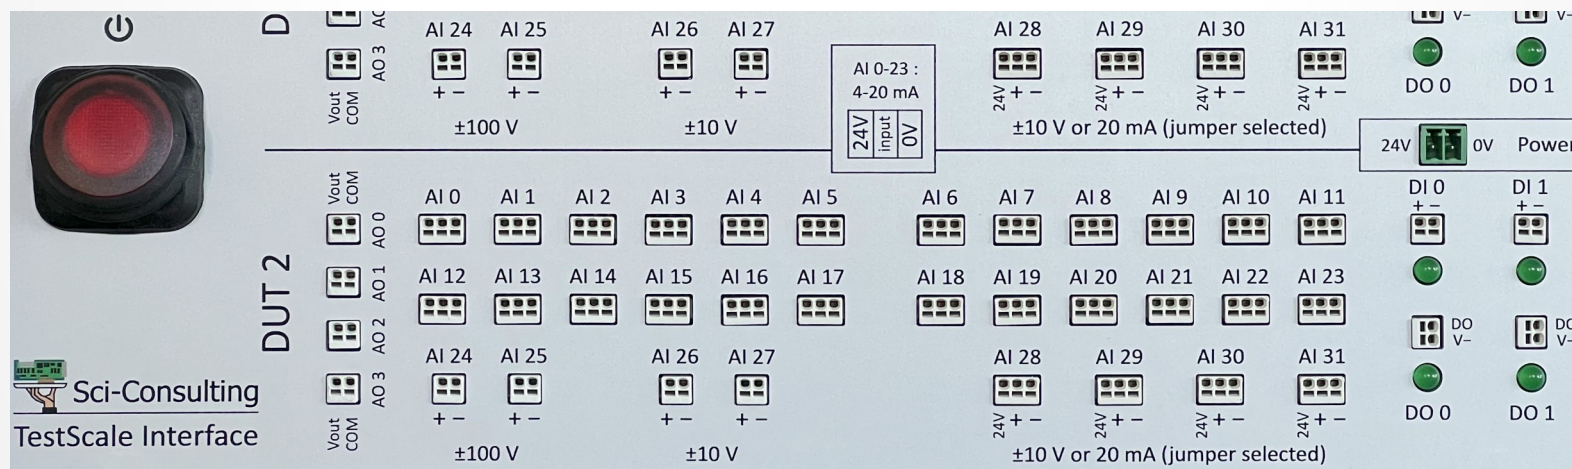 AI 24 AI 25 AI 26 AI 27 AI 28 AI 29 AI 30 AI 31
V–
V–
AO 3
+ – + – + – + – 24V + – 24V + – 24V + – 24V + –
DO 0 DO 1
Vout
COM
±100 V ±10 V ±10 V or 20 mA (jumper selected)
AI 0-23 :
4-20 mA
24V
input
0V
24V 0V Power
DUT 2
Vout
COM
AI 0 AI 1 AI 2 AI 3 AI 4 AI 5 AI 6 AI 7 AI 8 AI 9 AI 10 AI 11
DI 0 DI 1
+ – + –
AO 0
AI 12 AI 13 AI 14 AI 15 AI 16 AI 17 AI 18 AI 19 AI 20 AI 21 AI 22 AI 23
AO 1
AO 2
DO
V–
V–
AI 24 AI 25 AI 26 AI 27 AI 28 AI 29 AI 30 AI 31
AO 3
+ – + – + – + – 24V + – 24V + – 24V + – 24V + –
DO 0 DO 1
Vout
COM
±100 V ±10 V ±10 V or 20 mA (jumper selected)
Sci-Consulting
TestScale Interface